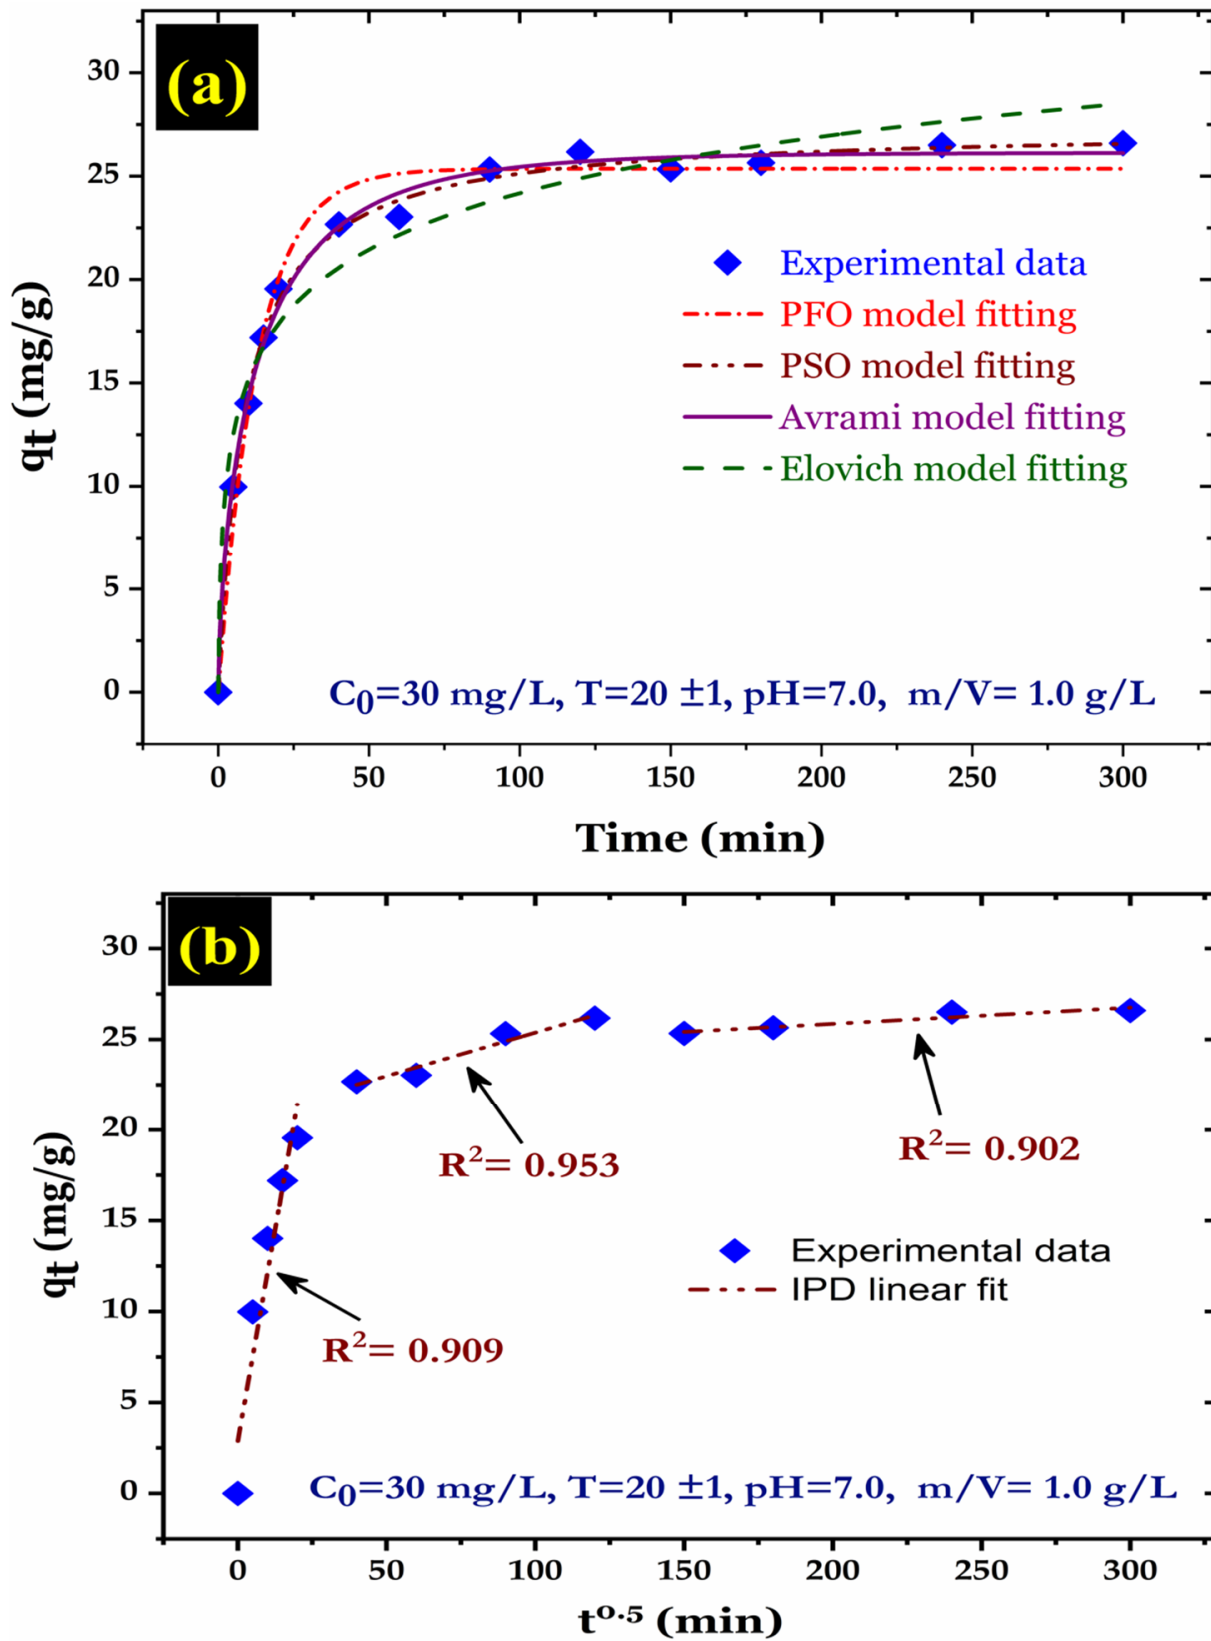 (a)
30
25
20
15
10
5
0
qt (mg/g)
Experimental data
PFO model fitting
PSO model fitting
Avrami model fitting
Elovich model fitting
C0=30 mg/L, T=20 ±1, pH=7.0, m/V= 1.0 g/L
0 50 100 150 200 250 300
Time (min)
(b)
30
25
20
15
10
5
0
qt (mg/g)
R2= 0.953
R2= 0.902
Experimental data
IPD linear fit
R2= 0.909
C0=30 mg/L, T=20 ±1, pH=7.0, m/V= 1.0 g/L
0 50 100 150 200 250 300
t0.5 (min)